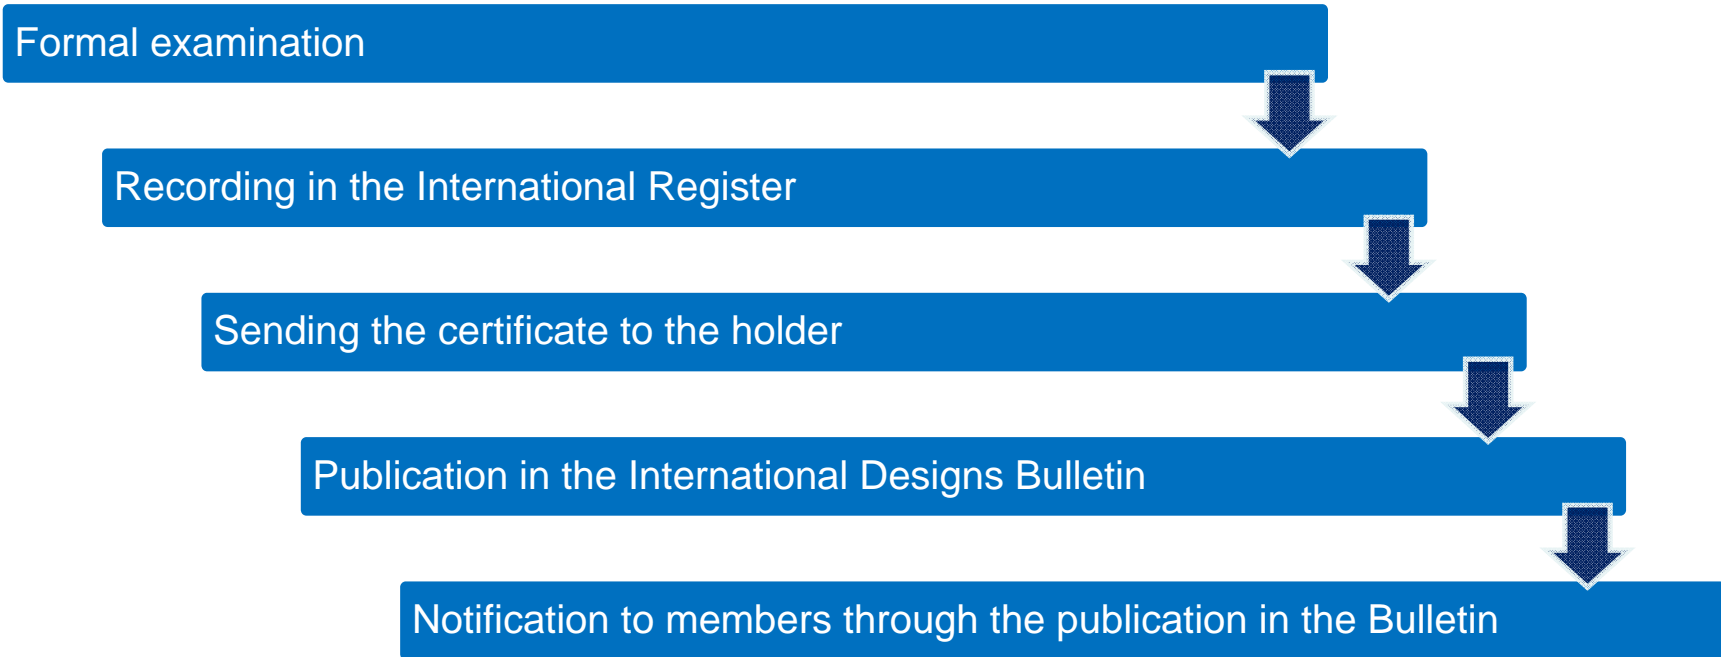 Formal examination
Recording in the International Register
Sending the certificate to the holder
Publication in the International Designs Bulletin
Notification to members through the publication in the Bulletin